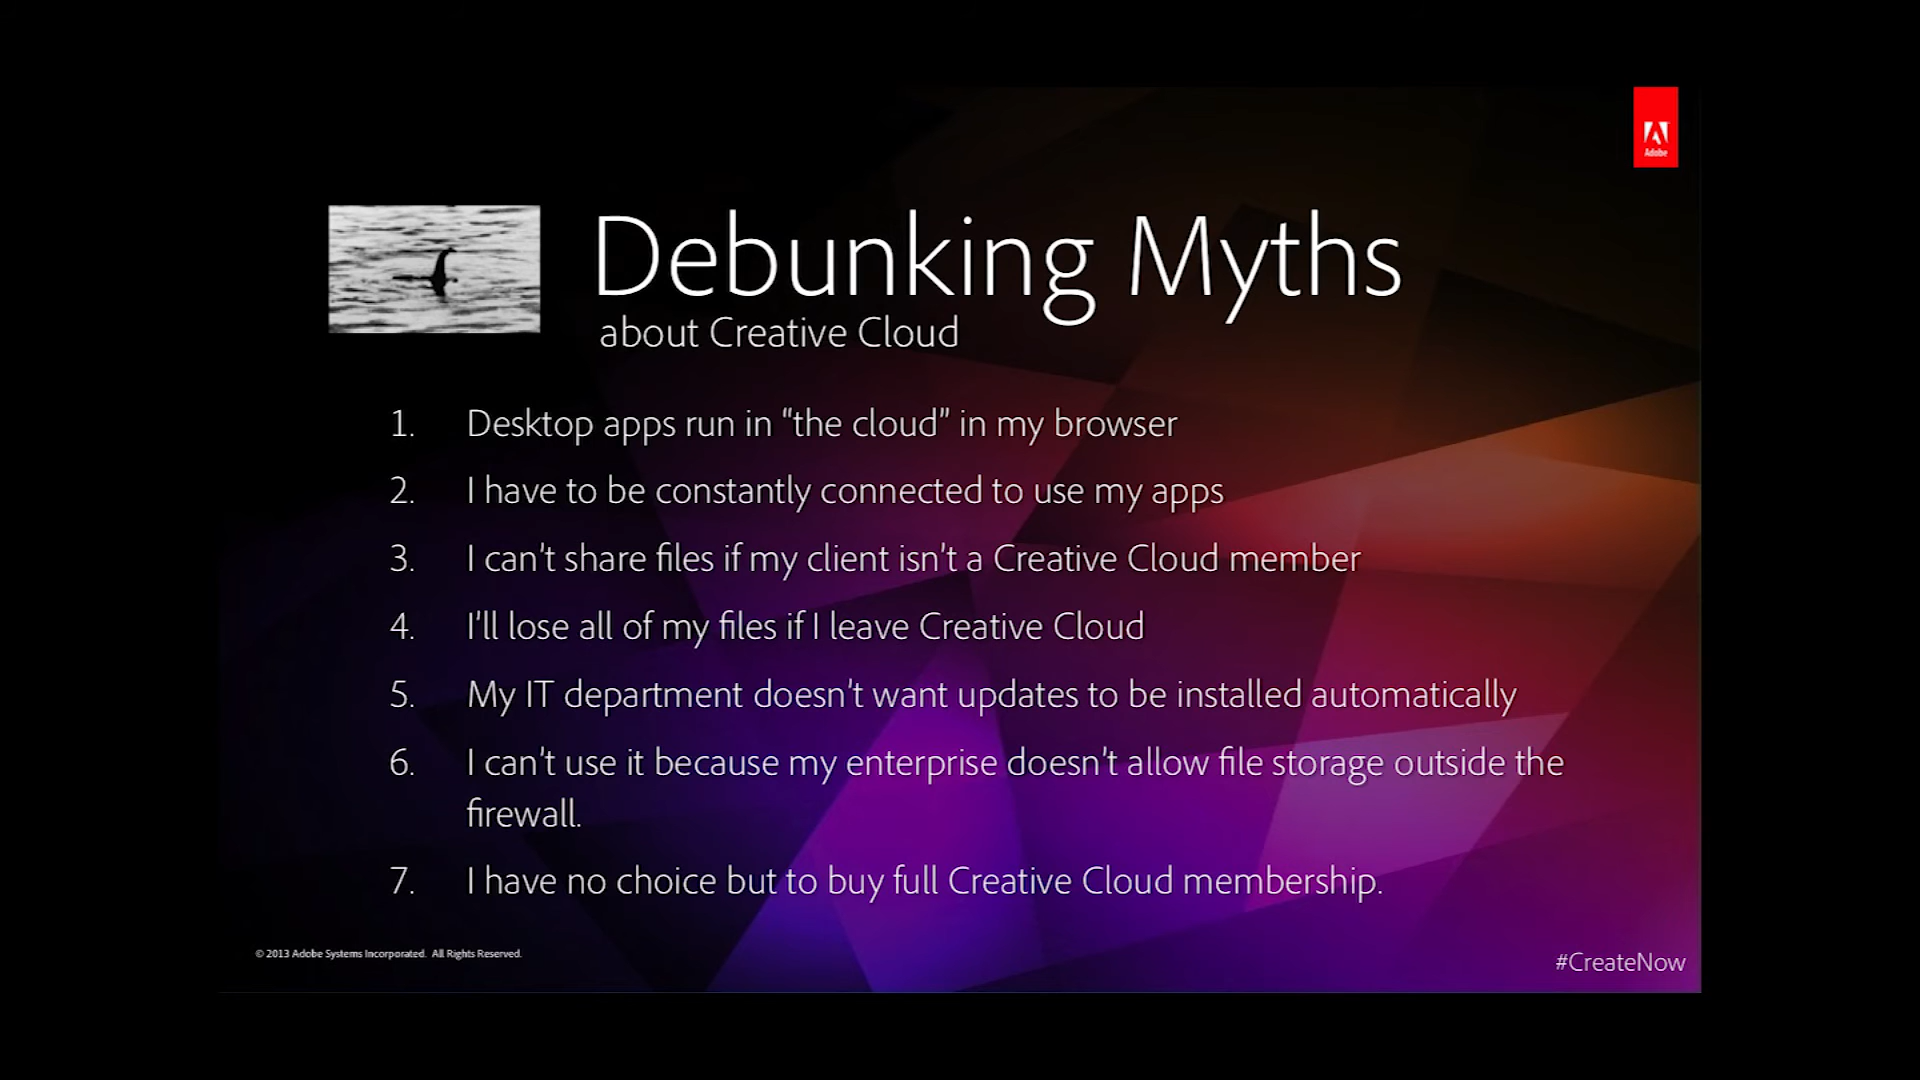 Adobe
Debunking Myths
about Creative Cloud
1. Desktop apps run in “the cloud” in my browser
2. I have to be constantly connected to use my apps
3. I can't share files if my client isn't a Creative Cloud member
4. I'll lose all of my files if I leave Creative Cloud
5. My IT department doesn't want updates to be installed automatically
6. I can't use it because my enterprise doesn't allow file storage outside the
firewall.
7. I have no choice but to buy full Creative Cloud membership.
© 2013 Adobe Systems Incorporated. All Rights Reserved.
#CreateNow